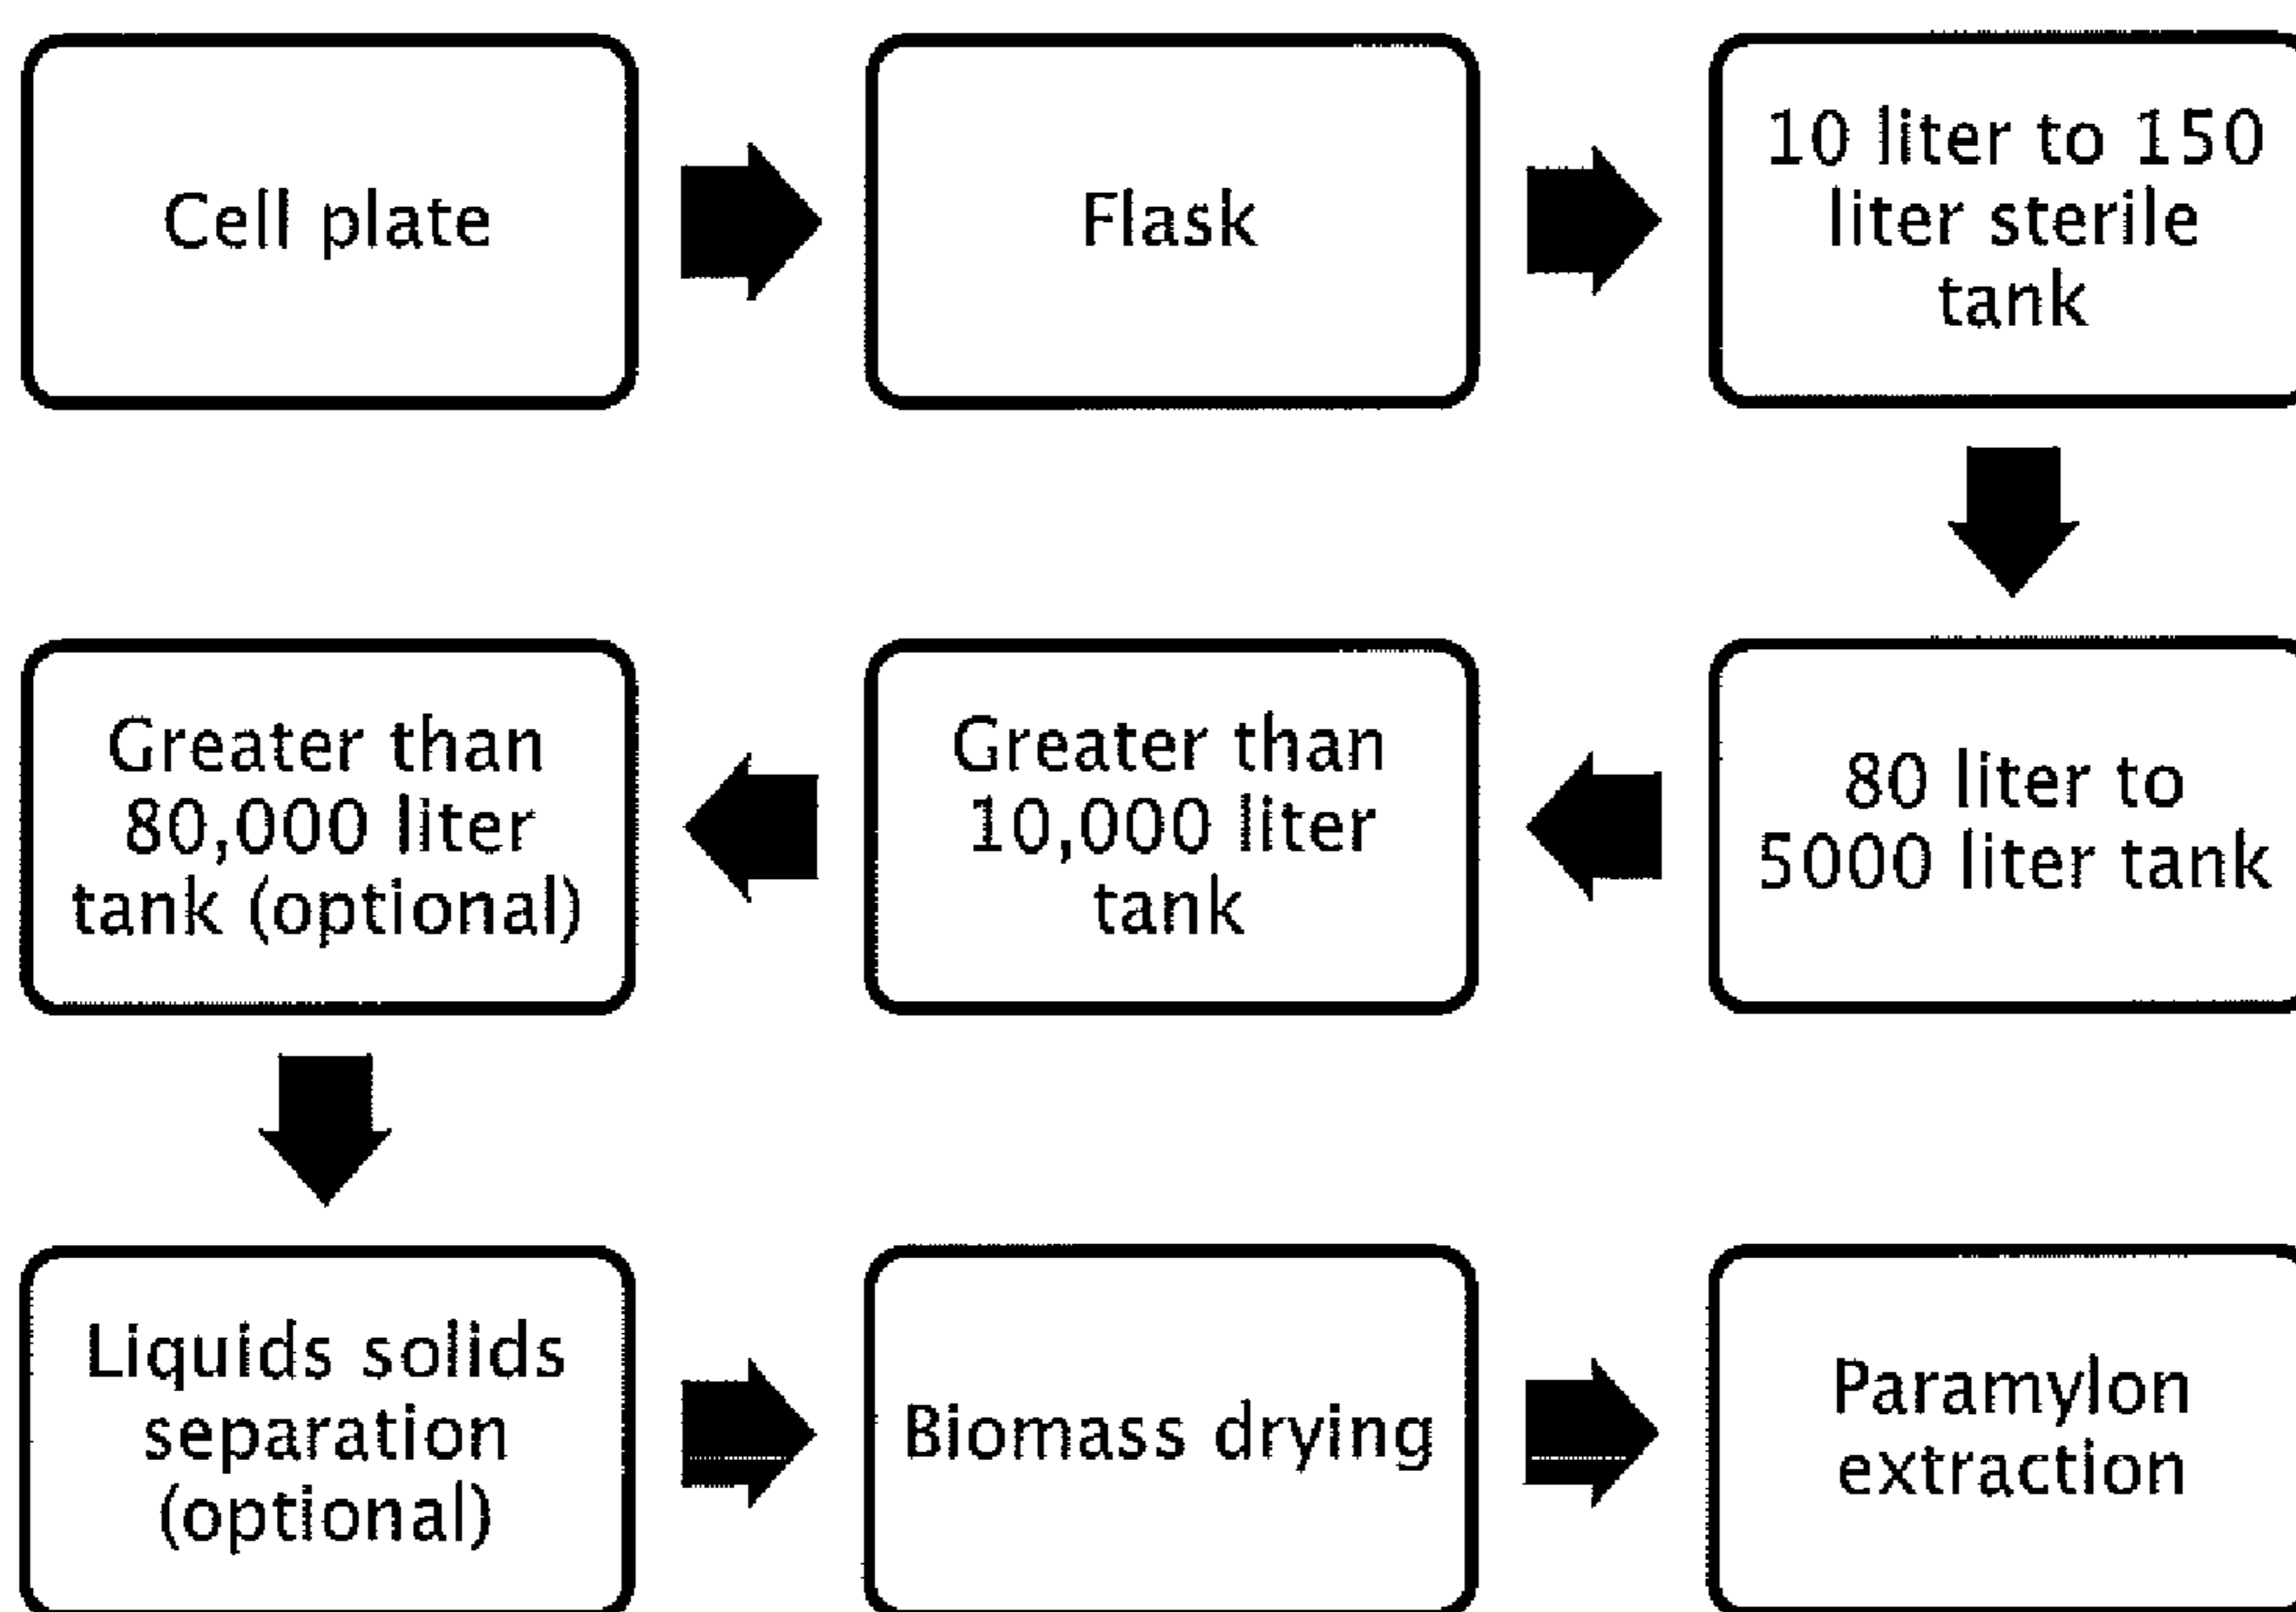 Cell plate
Flask
10 liter to 150
liter sterile
tank
80 liter to
5000 liter tank
Greater than
10,000 liter
tank
Greater than
80,000 liter
tank (optional)
Liquids solids
separation
(optional)
Biomass drying
Paramylon
extraction